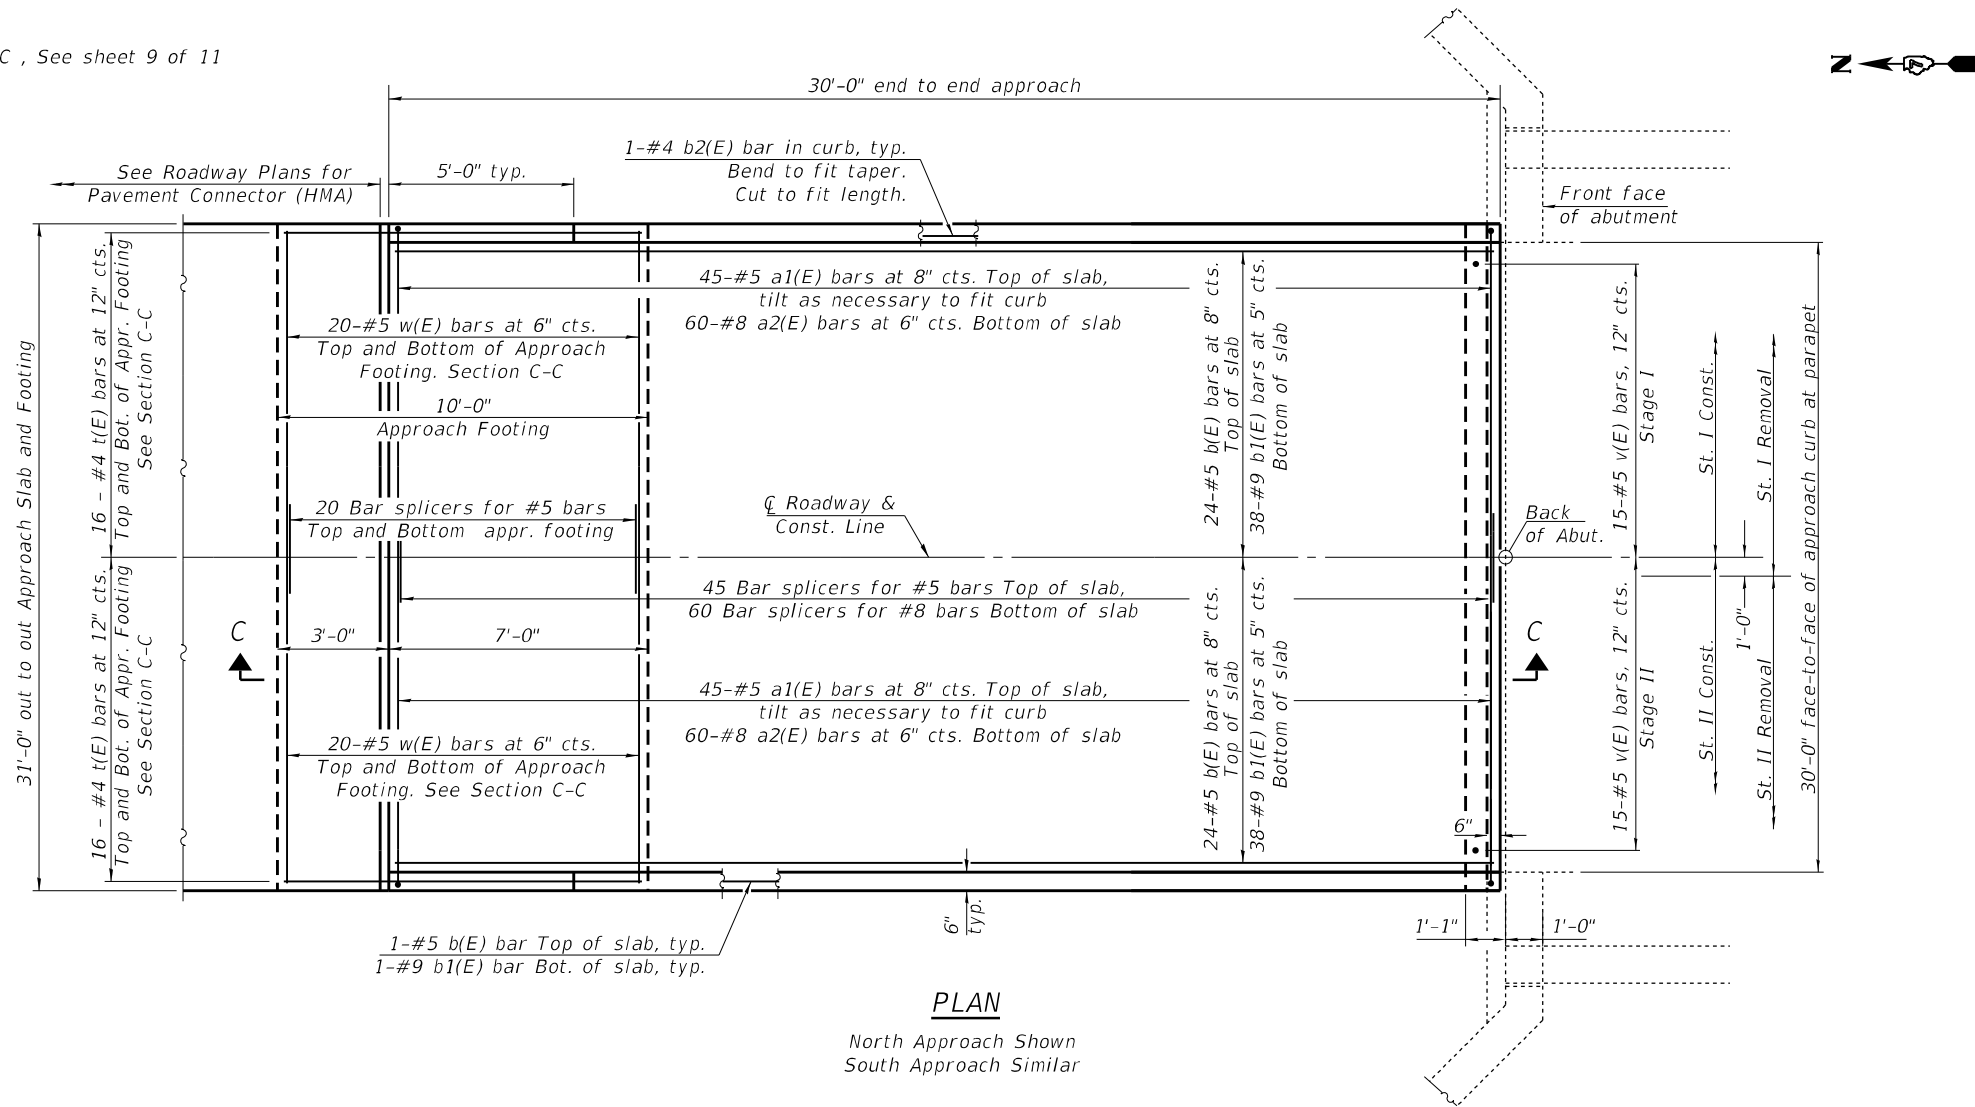 C , See sheet 9 of 11
N
30'-0" end to end approach
1-#4 b2(E) bar in curb, typ.
Bend to fit taper.
Cut to fit length.
See Roadway Plans for
Pavement Connector (HMA)
5'-0" typ.
Front face
of abutment
31'-0" out to out Approach Slab and Footing
16 - #4 t(E) bars at 12" cts.
Top and Bot. of Appr. Footing
See Section C-C
45-#5 a1(E) bars at 8" cts. Top of slab,
tilt as necessary to fit curb
60-#8 a2(E) bars at 6" cts. Bottom of slab
20-#5 w(E) bars at 6" cts.
Top and Bottom of Approach
Footing. Section C-C
10'-0"
Approach Footing
24-#5 b(E) bars at 8" cts.
Top of slab
38-#9 b1(E) bars at 5" cts.
Bottom of slab
15-#5 v(E) bars, 12" cts.
Stage I
St. I Const.
St. I Removal
30'-0" face-to-face of approach curb at parapet
20 Bar splicers for #5 bars
Top and Bottom appr. footing
℄ Roadway &
Const. Line
Back
of Abut.
45 Bar splicers for #5 bars Top of slab,
60 Bar splicers for #8 bars Bottom of slab
C
3'-0"
7'-0"
C
1'-0"
16 - #4 t(E) bars at 12" cts.
Top and Bot. of Appr. Footing
See Section C-C
45-#5 a1(E) bars at 8" cts. Top of slab,
tilt as necessary to fit curb
60-#8 a2(E) bars at 6" cts. Bottom of slab
20-#5 w(E) bars at 6" cts.
Top and Bottom of Approach
Footing. See Section C-C
24-#5 b(E) bars at 8" cts.
Top of slab
38-#9 b1(E) bars at 5" cts.
Bottom of slab
15-#5 v(E) bars, 12" cts.
Stage II
St. II Const.
St. II Removal
6"
6"
typ.
1'-1"
1'-0"
1-#5 b(E) bar Top of slab, typ.
1-#9 b1(E) bar Bot. of slab, typ.
PLAN
North Approach Shown
South Approach Similar